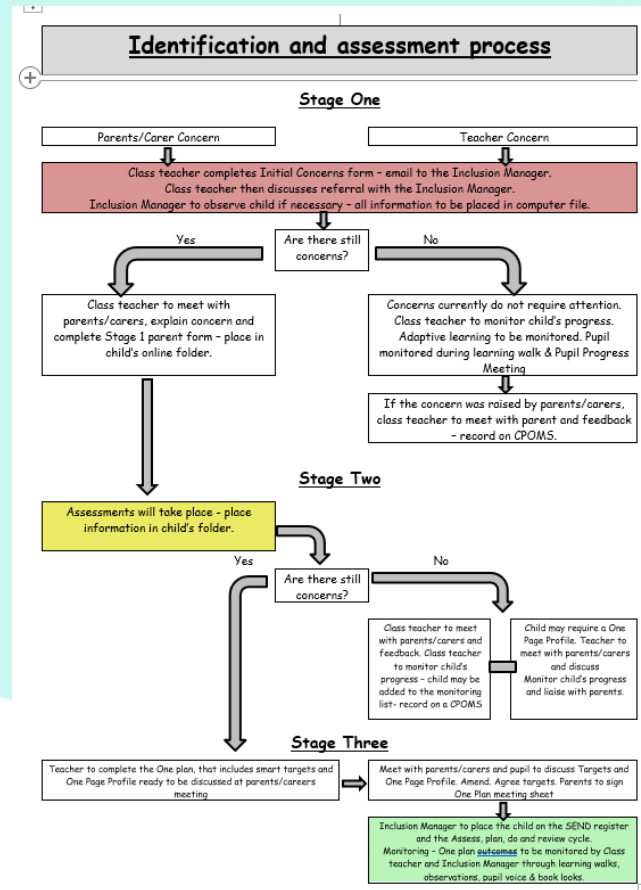 Identification and assessment process
Stage One
Parents/Carer Concern
Teacher Concern
Class teacher completes Initial Concerns form – email to the Inclusion Manager.
Class teacher then discusses referral with the Inclusion Manager.
Inclusion Manager to observe child if necessary – all information to be placed in computer file.
Are there still
concerns?
Yes
No
Class teacher to meet with
parents/carers, explain concern and
complete Stage 1 parent form – place in
child's online folder.
Concerns currently do not require attention.
Class teacher to monitor child's progress.
Adaptive learning to be monitored. Pupil
monitored during learning walk & Pupil Progress
Meeting
If the concern was raised by parents/carers,
class teacher to meet with parent and feedback
– record on CPOMS.
Stage Two
Assessments will take place - place
information in child's folder.
Yes
No
Are there still
concerns?
Class teacher to meet
with parents/carers and
feedback. Class teacher
to monitor child's
progress – child may be
added to the monitoring
list- record on a CPOMS
Child may require a One
Page Profile. Teacher to
meet with parents/carers
and discuss
Monitor child's progress
and liaise with parents.
Stage Three
Teacher to complete the One plan, that includes smart targets and
One Page Profile ready to be discussed at parents/careers
meeting
Meet with parents/carers and pupil to discuss Targets and
One Page Profile. Amend. Agree targets. Parents to sign
One Plan meeting sheet
Inclusion Manager to place the child on the SEND register
and the Assess, plan, do and review cycle.
Monitoring – One plan outcomes to be monitored by Class
teacher and Inclusion Manager through learning walks,
observations, pupil voice & book looks.